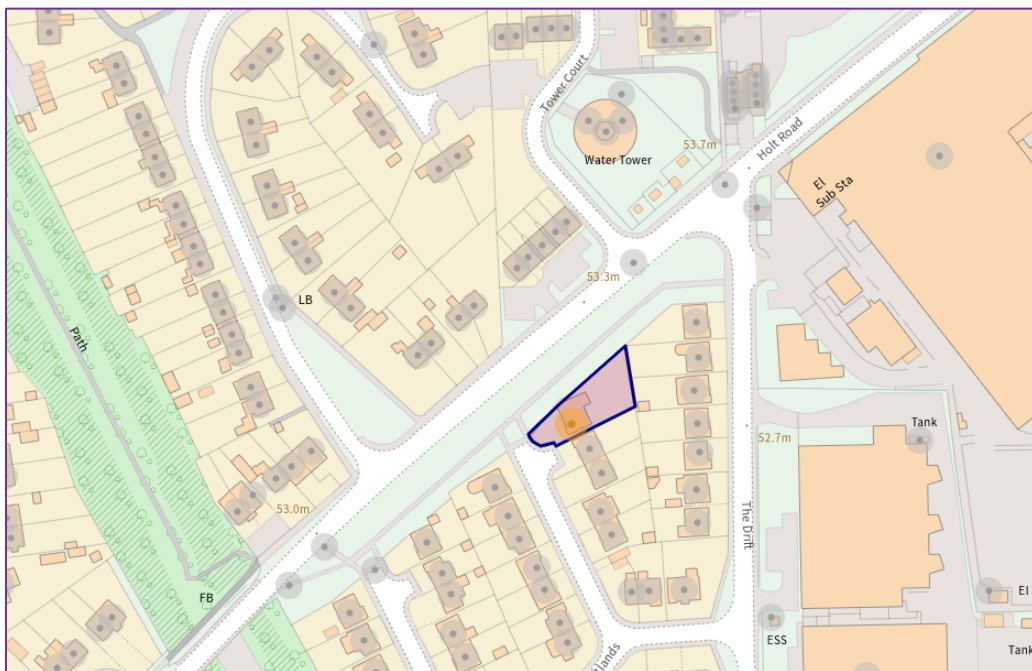 Tower Court
53.7m
Holt Road
Water Tower
El
Sub Sta
53.3m
LB
Path
Tank
52.7m
53.0m
The Drift
FB
El
ESS
lands
Tank